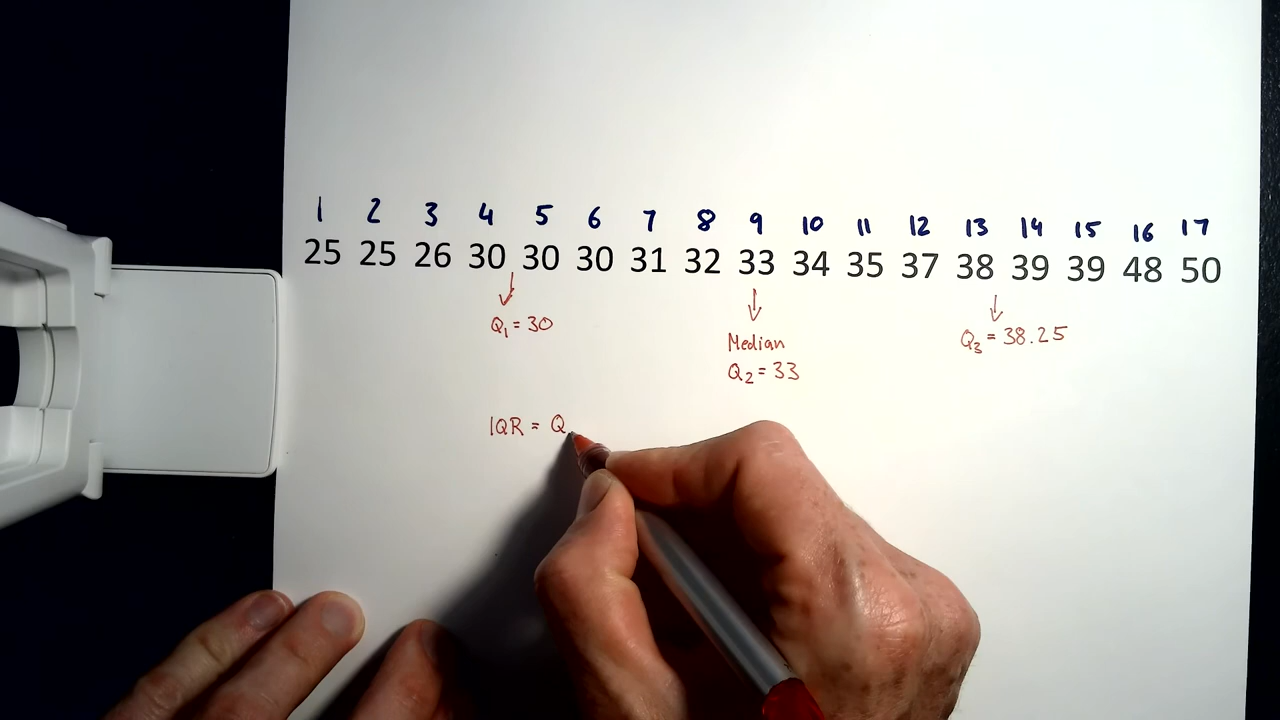 1 2 3 4 5 6 7 8 9 10 11 12 13 14 15 16 17
25 25 26 30 30 30 31 32 33 34 35 37 38 39 39 48 50
Q1 = 30
Median
Q2 = 33
Q3 = 38.25
IQR = Q